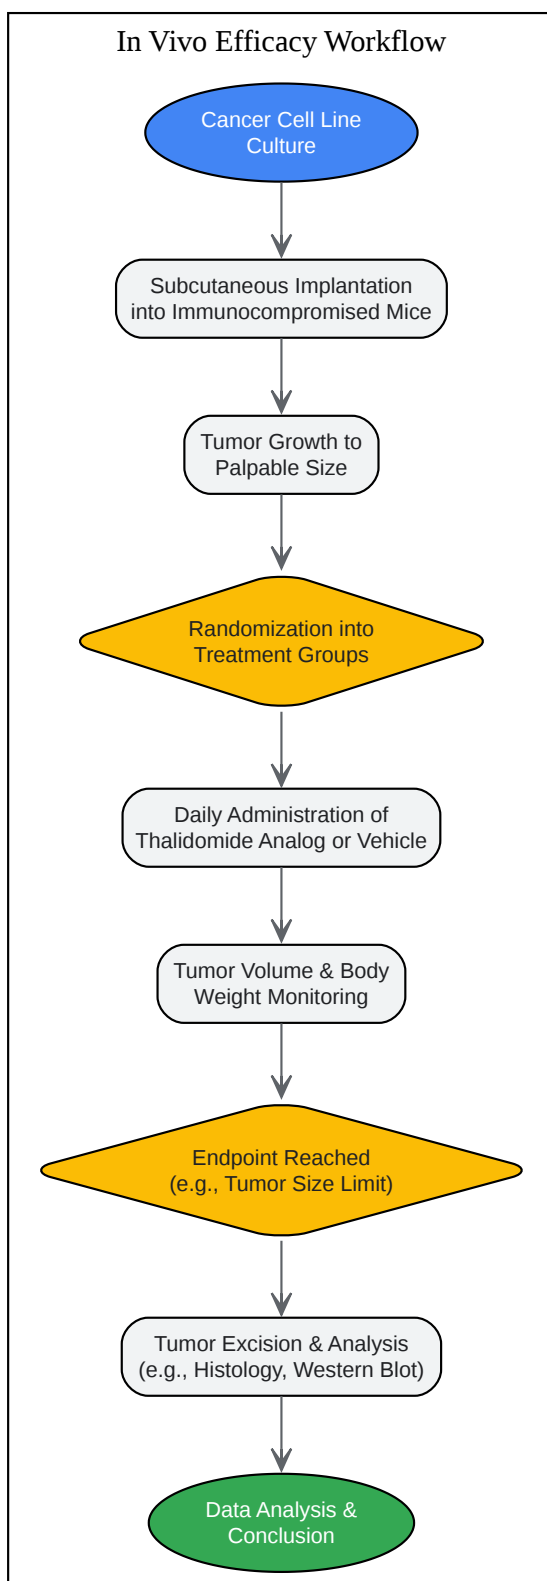 In Vivo Efficacy Workflow
Cancer Cell Line
Culture
Subcutaneous Implantation
into Immunocompromised Mice
Tumor Growth to
Palpable Size
Randomization into
Treatment Groups
Daily Administration of
Thalidomide Analog or Vehicle
Tumor Volume & Body
Weight Monitoring
Endpoint Reached
(e.g., Tumor Size Limit)
Tumor Excision & Analysis
(e.g., Histology, Western Blot)
Data Analysis &
Conclusion